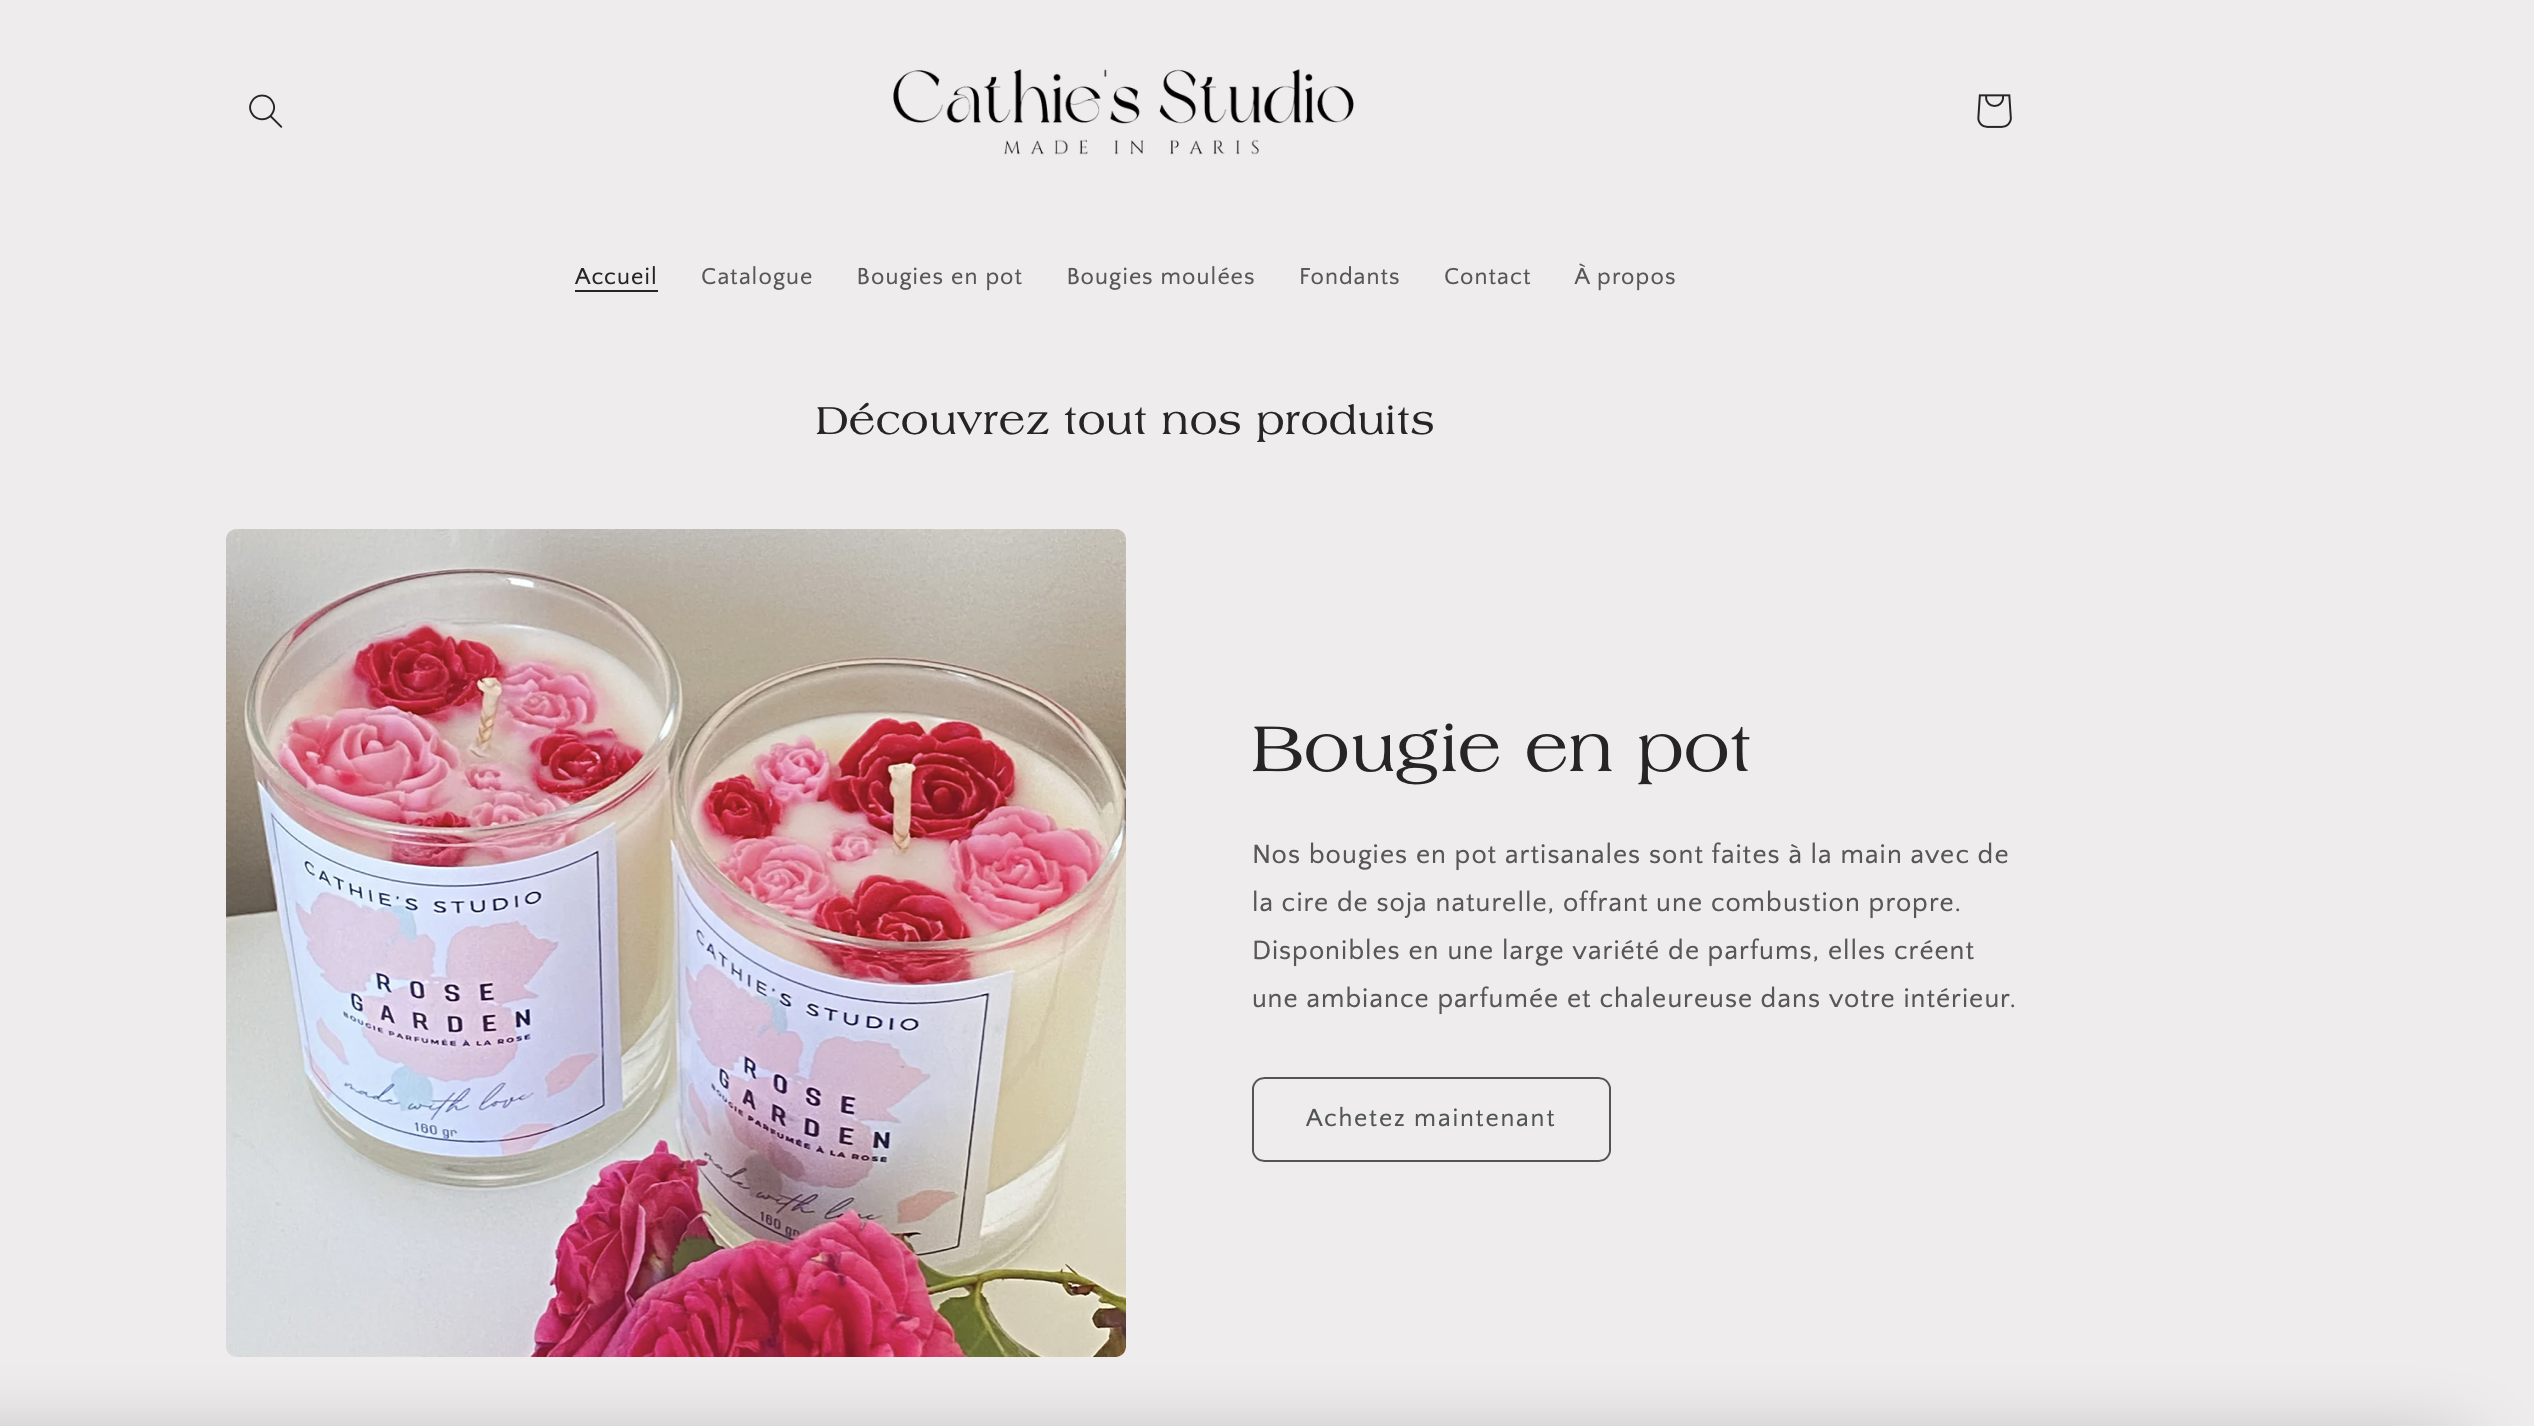 Cathie's Studio
MADE IN PARIS
Accueil Catalogue Bougies en pot Bougies moulées Fondants Contact À propos
Découvrez tout nos produits
CATHIE'S STUDIO
ROSE
GARDEN
BOUGIE PARFUMÉE À LA ROSE
made with love
160 gr
CATHIE'S STUDIO
ROSE
GARDEN
BOUGIE PARFUMÉE À LA ROSE
made with love
160 gr
Bougie en pot
Nos bougies en pot artisanales sont faites à la main avec de
la cire de soja naturelle, offrant une combustion propre.
Disponibles en une large variété de parfums, elles créent
une ambiance parfumée et chaleureuse dans votre intérieur.
Achetez maintenant